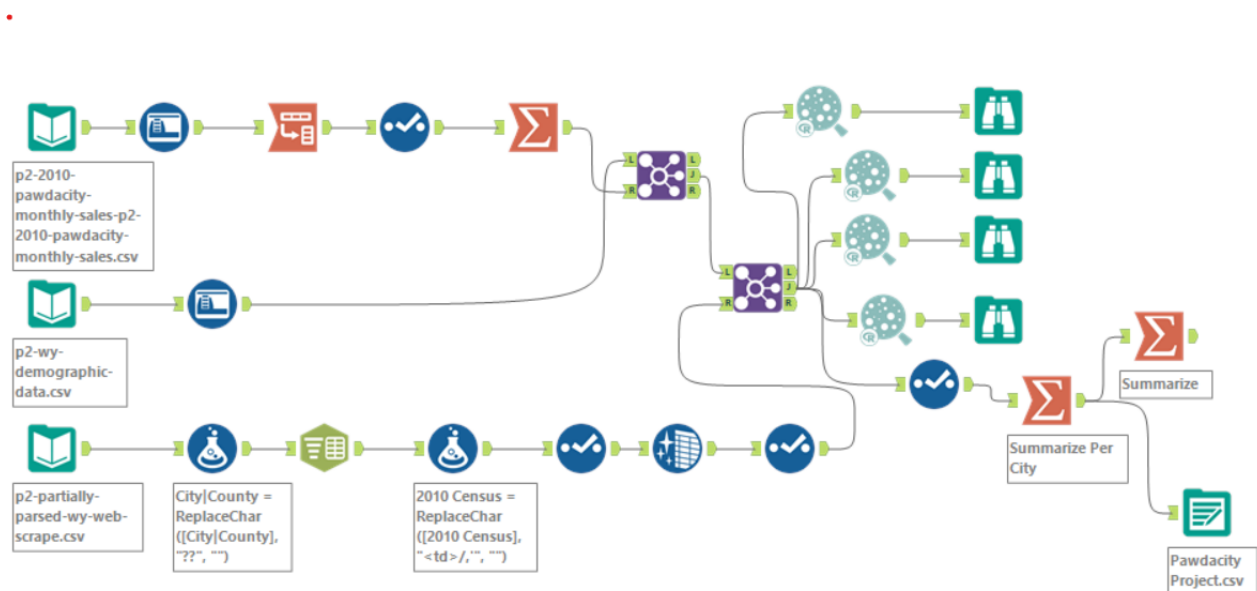 p2-2010-
pawdacity-
monthly-sales-p2-
2010-pawdacity-
monthly-sales.csv
L
R
L
J
R
p2-wy-
demographic-
data.csv
L
R
L
J
R
R
R
R
R
Summarize
Summarize Per
City
p2-partially-
parsed-wy-web-
scrape.csv
City|County =
ReplaceChar
([City|County],
"??", "")
2010 Census =
ReplaceChar
([2010 Census],
"<td>/,'", "")
Pawdacity
Project.csv